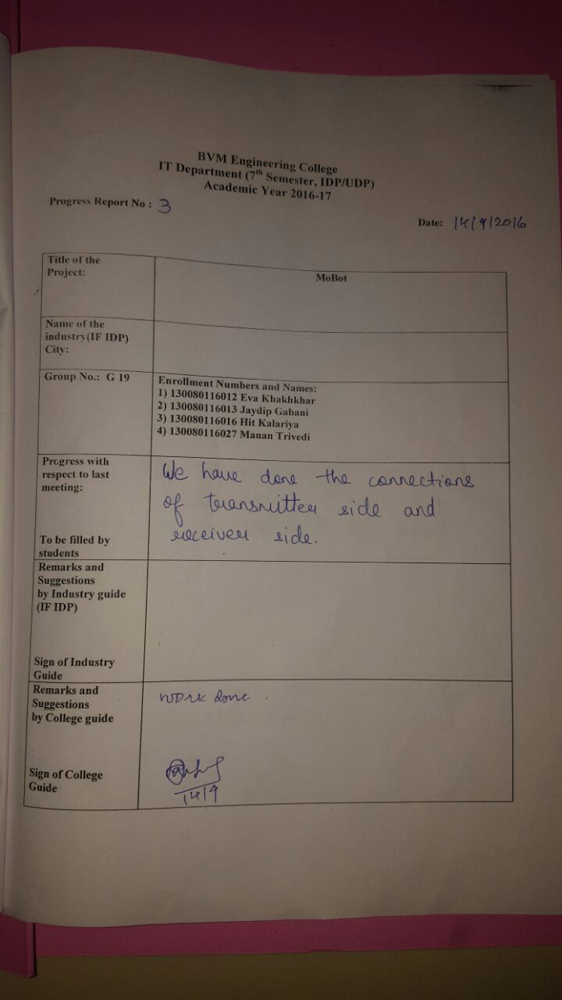 BVM Engineering College
IT Department (7th Semester, IDP/UDP)
Academic Year 2016-17
Progress Report No : 3
Date: 14/9/2016
Title of the
Project:
MoBot
Name of the
industry(IF IDP)
City:
Group No.: G 19
Enrollment Numbers and Names:
1) 130080116012 Eva Khakhkhar
2) 130080116013 Jaydip Gabani
3) 130080116016 Hit Kalariya
4) 130080116027 Manan Trivedi
Progress with
respect to last
meeting:
To be filled by
students
We have done the connections
of transmitter side and
receiver side.
Remarks and
Suggestions
by Industry guide
(IF IDP)
Sign of Industry
Guide
Remarks and
Suggestions
by College guide
work done.
Sign of College
Guide
14/9